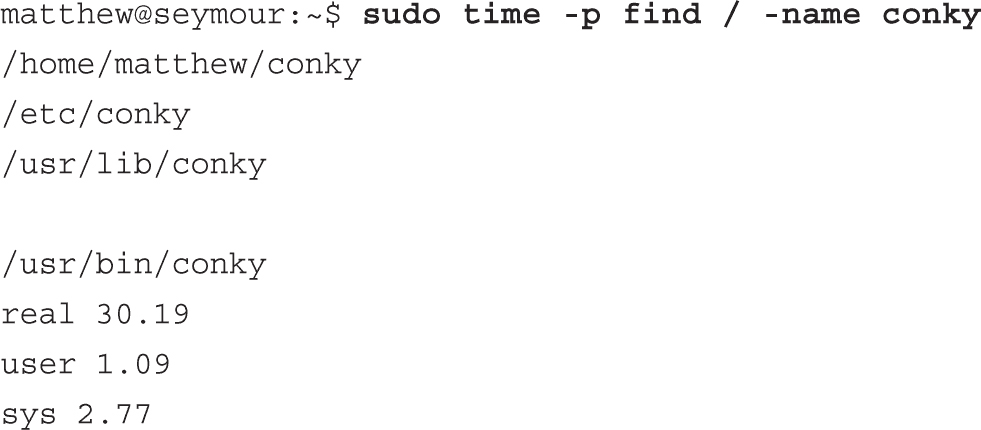 matthew@seymour:~$ sudo time -p find / -name conky
/home/matthew/conky
/etc/conky
/usr/lib/conky
/usr/bin/conky
real 30.19
user 1.09
sys 2.77